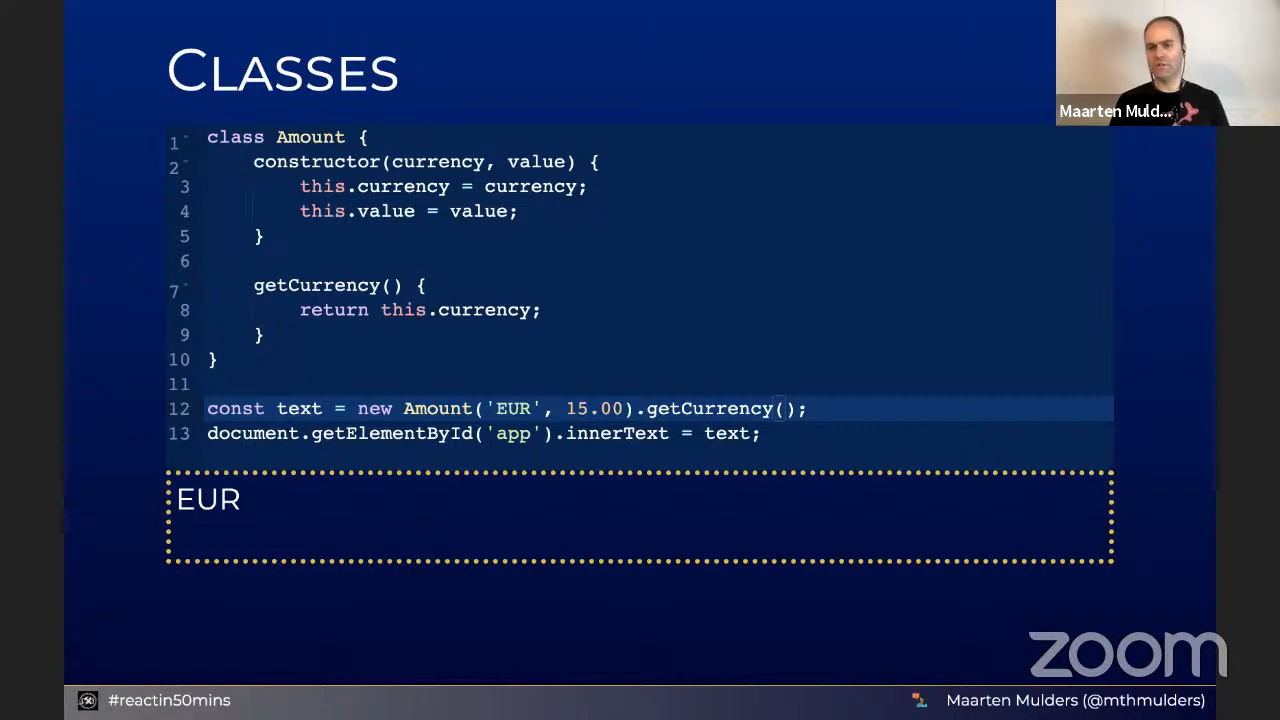 CLASSES
Maarten Muld...
1 class Amount {
2     constructor(currency, value) {
3         this.currency = currency;
4         this.value = value;
5     }
6
7     getCurrency() {
8         return this.currency;
9     }
10 }
11
12 const text = new Amount('EUR', 15.00).getCurrency();
13 document.getElementById('app').innerText = text;
EUR
zoom
#reactin50mins
Maarten Mulders (@mthmulders)